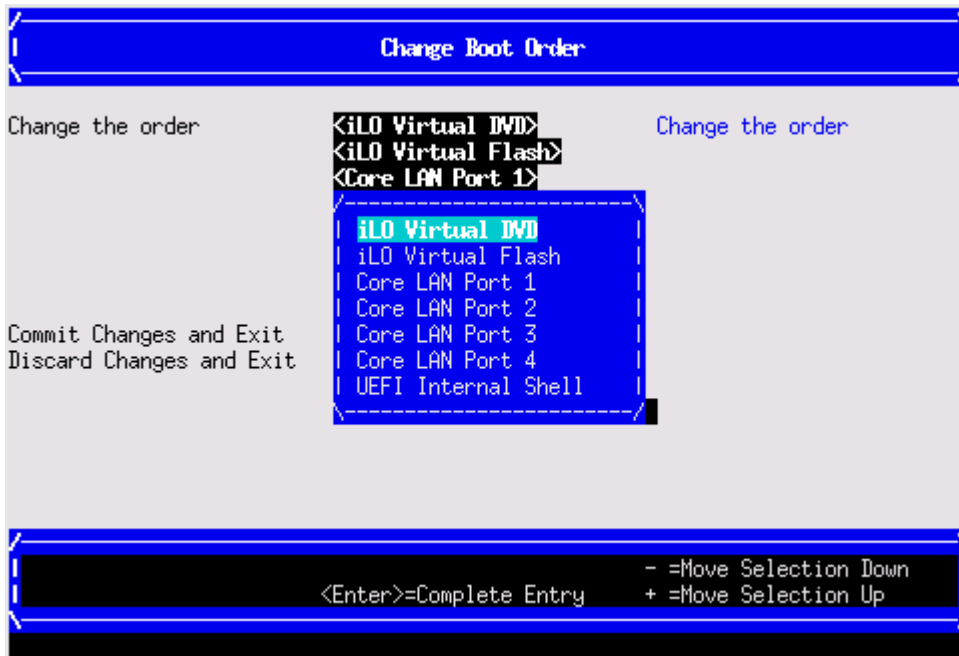 Change Boot Order
Change the order <iLO Virtual DVD> Change the order
<iLO Virtual Flash>
<Core LAN Port 1>
iLO Virtual DVD
iLO Virtual Flash
Core LAN Port 1
Core LAN Port 2
Commit Changes and Exit Core LAN Port 3
Discard Changes and Exit Core LAN Port 4
UEFI Internal Shell
- =Move Selection Down
<Enter>=Complete Entry + =Move Selection Up